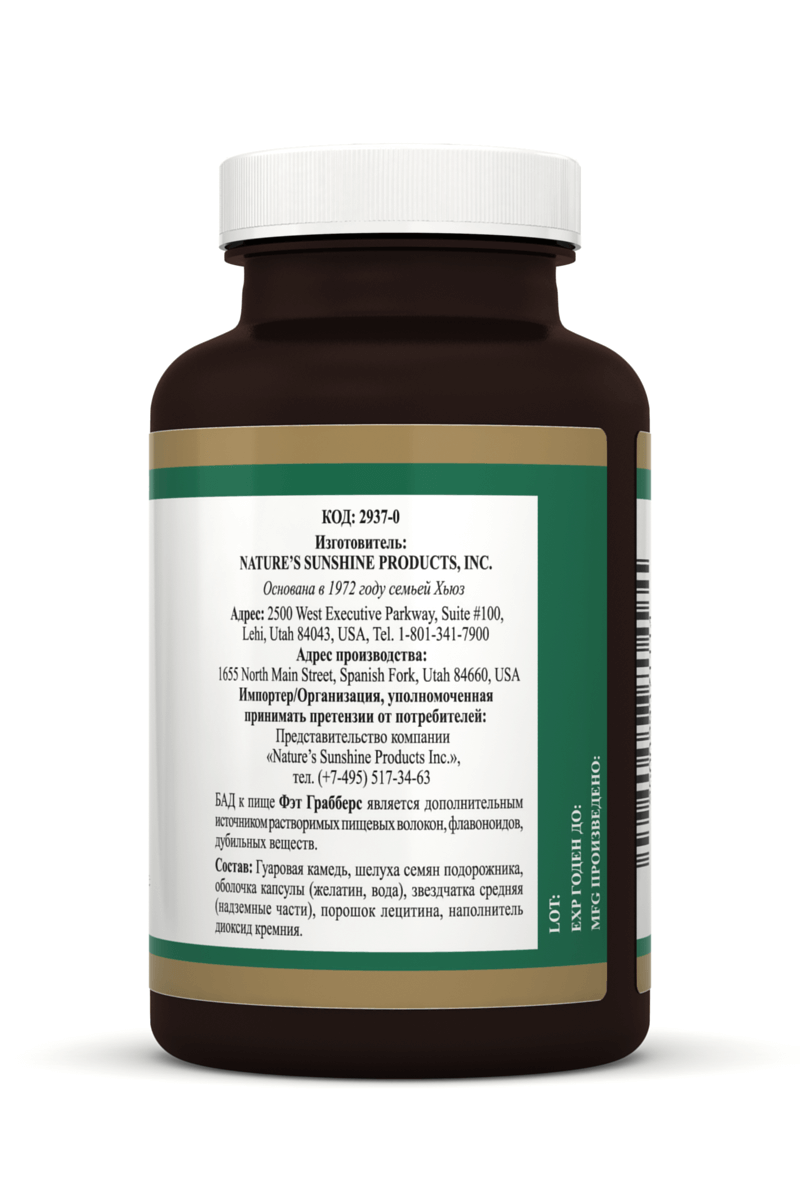 КОД: 2937-0
Изготовитель:
NATURE’S SUNSHINE PRODUCTS, INC.
Основана в 1972 году семьей Хьюз
Адрес: 2500 West Executive Parkway, Suite #100,
Lehi, Utah 84043, USA, Tel. 1-801-341-7900
Адрес производства:
1655 North Main Street, Spanish Fork, Utah 84660, USA
Импортер/Организация, уполномоченная
принимать претензии от потребителей:
Представительство компании
«Nature’s Sunshine Products Inc.»,
тел. (+7-495) 517-34-63
БАД к пище Фэт Грабберс является дополнительным
источником растворимых пищевых волокон, флавоноидов,
дубильных веществ.
Состав: Гуаровая камедь, шелуха семян подорожника,
оболочка капсулы (желатин, вода), звездчатка средняя
(надземные части), порошок лецитина, наполнитель
диоксид кремния.
LOT:
EXP ГОДЕН ДО:
MFG ПРОИЗВЕДЕНО: